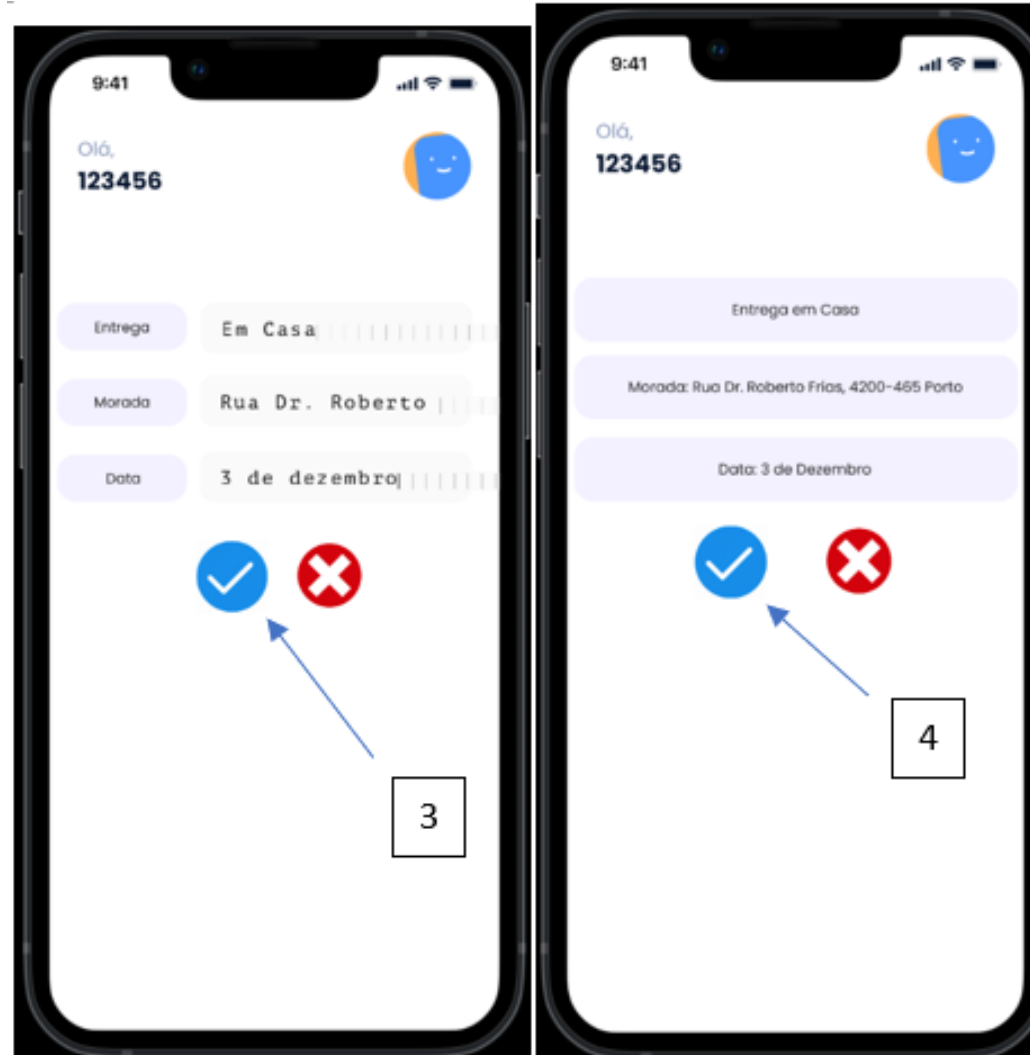 9:41
Olá,
123456
Entrega
Em Casa
Morada
Rua Dr. Roberto
Data
3 de dezembro
3
9:41
Olá,
123456
Entrega em Casa
Morada: Rua Dr. Roberto Frias, 4200-465 Porto
Data: 3 de Dezembro
4